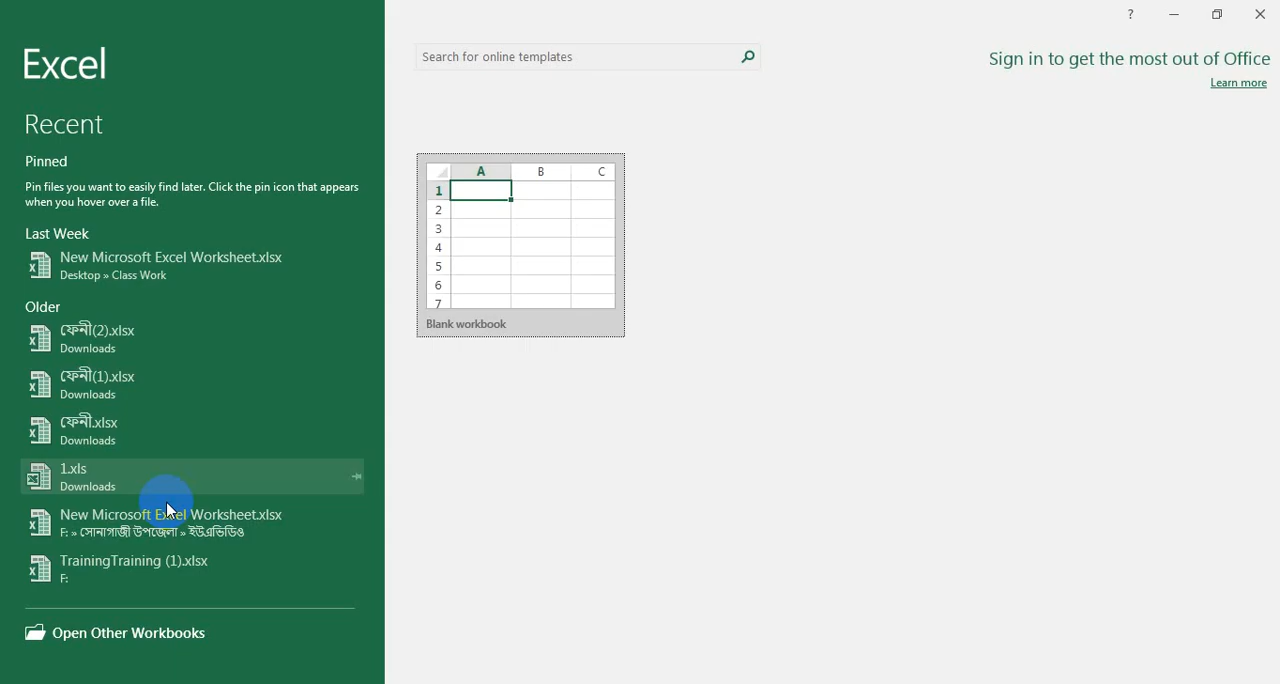 ?
Excel
Search for online templates
Sign in to get the most out of Office
Learn more
Recent
Pinned
Pin files you want to easily find later. Click the pin icon that appears
when you hover over a file.
Last Week
New Microsoft Excel Worksheet.xlsx
Desktop » Class Work
Older
ফেনী(2).xlsx
Downloads
ফেনী(1).xlsx
Downloads
ফেনী.xlsx
Downloads
1.xls
Downloads
New Microsoft Excel Worksheet.xlsx
F: » সোনাগাজী উপজেলা » ইউএভিডিও
TrainingTraining (1).xlsx
F:
Open Other Workbooks
A B C
1
2
3
4
5
6
7
Blank workbook